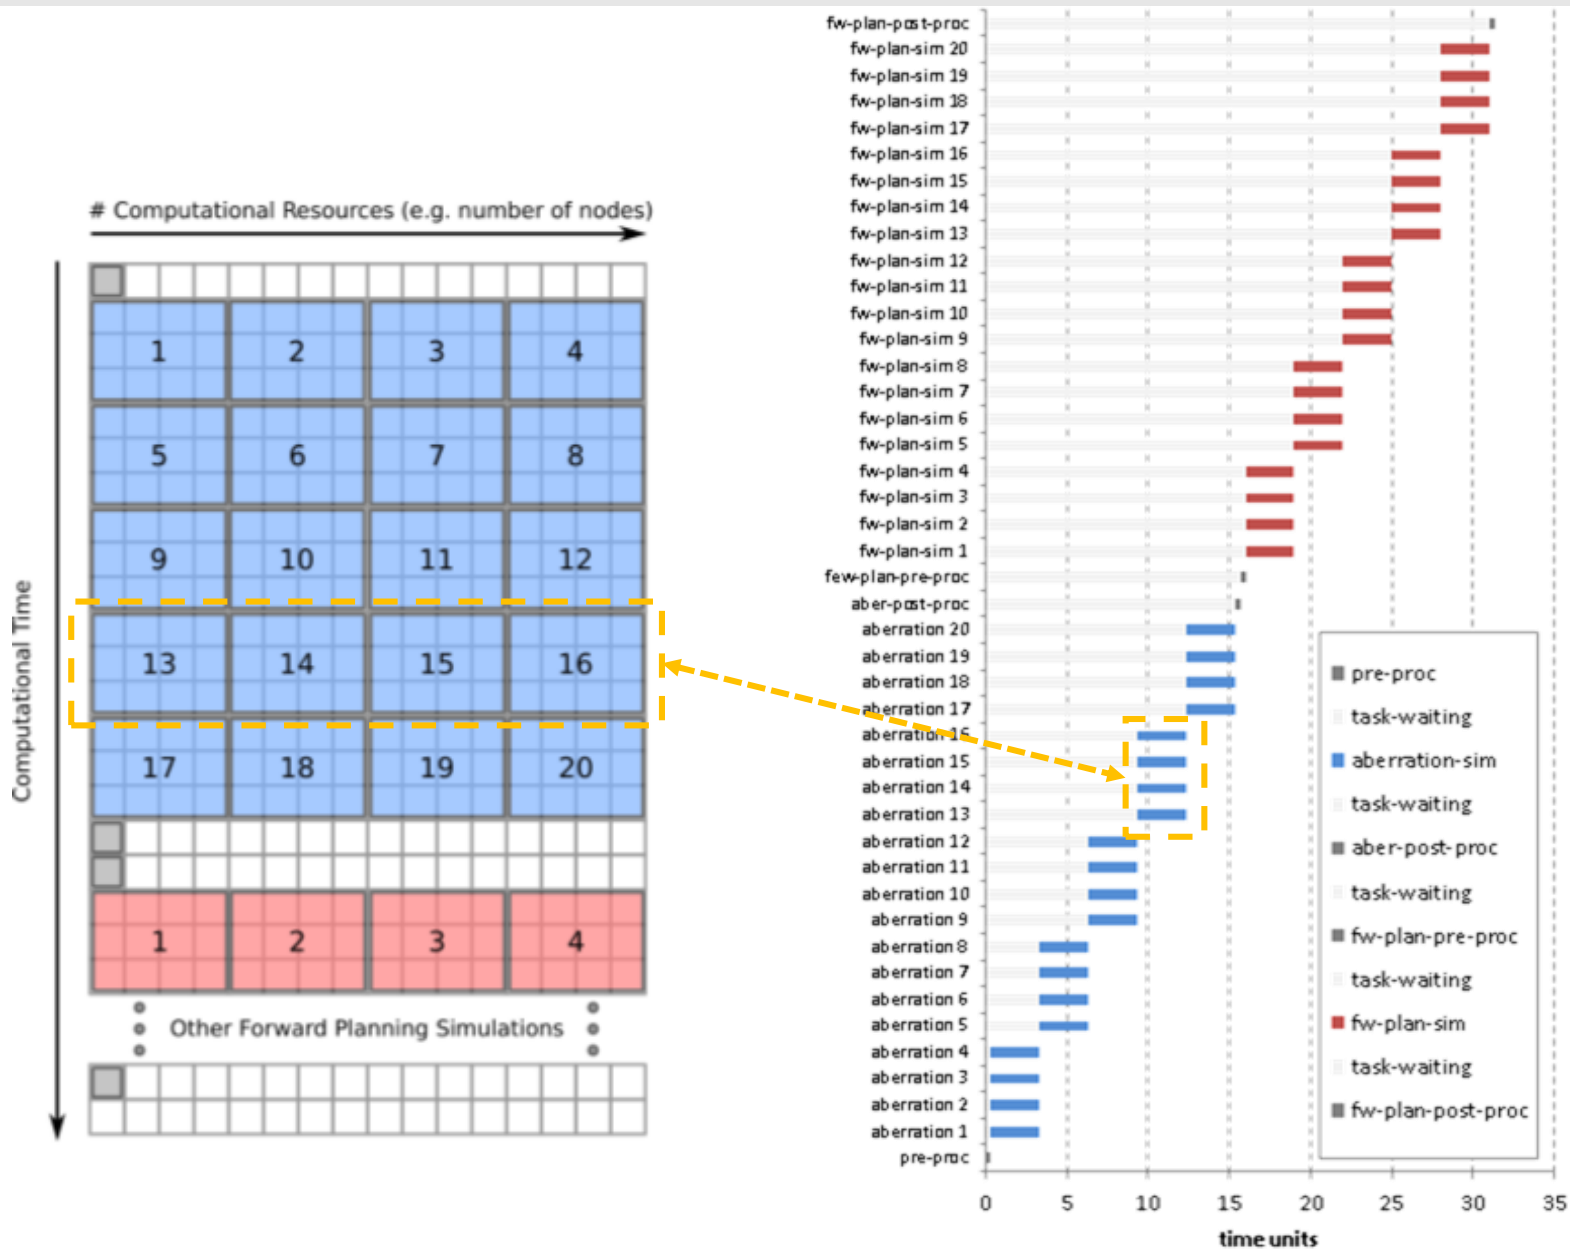 # Computational Resources (e.g. number of nodes)
Computational Time
1 2 3 4
5 6 7 8
9 10 11 12
13 14 15 16
17 18 19 20
1 2 3 4
Other Forward Planning Simulations
fw-plan-post-proc
fw-plan-sim 20
fw-plan-sim 19
fw-plan-sim 18
fw-plan-sim 17
fw-plan-sim 16
fw-plan-sim 15
fw-plan-sim 14
fw-plan-sim 13
fw-plan-sim 12
fw-plan-sim 11
fw-plan-sim 10
fw-plan-sim 9
fw-plan-sim 8
fw-plan-sim 7
fw-plan-sim 6
fw-plan-sim 5
fw-plan-sim 4
fw-plan-sim 3
fw-plan-sim 2
fw-plan-sim 1
few-plan-pre-proc
aber-post-proc
aberration 20
aberration 19
aberration 18
aberration 17
aberration 16
aberration 15
aberration 14
aberration 13
aberration 12
aberration 11
aberration 10
aberration 9
aberration 8
aberration 7
aberration 6
aberration 5
aberration 4
aberration 3
aberration 2
aberration 1
pre-proc
0 5 10 15 20 25 30 35
time units
pre-proc
task-waiting
aberration-sim
task-waiting
aber-post-proc
task-waiting
fw-plan-pre-proc
task-waiting
fw-plan-sim
task-waiting
fw-plan-post-proc